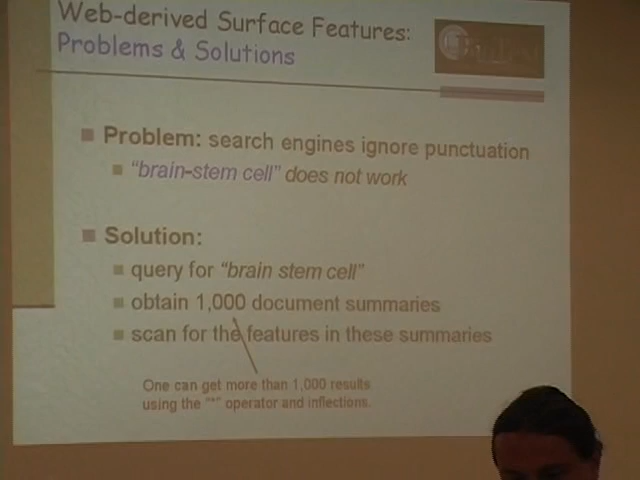 Web-derived Surface Features:
Problems & Solutions
Problem: search engines ignore punctuation
"brain-stem cell" does not work
Solution:
query for "brain stem cell"
obtain 1,000 document summaries
scan for the features in these summaries
One can get more than 1,000 results
using the "*" operator and inflections.